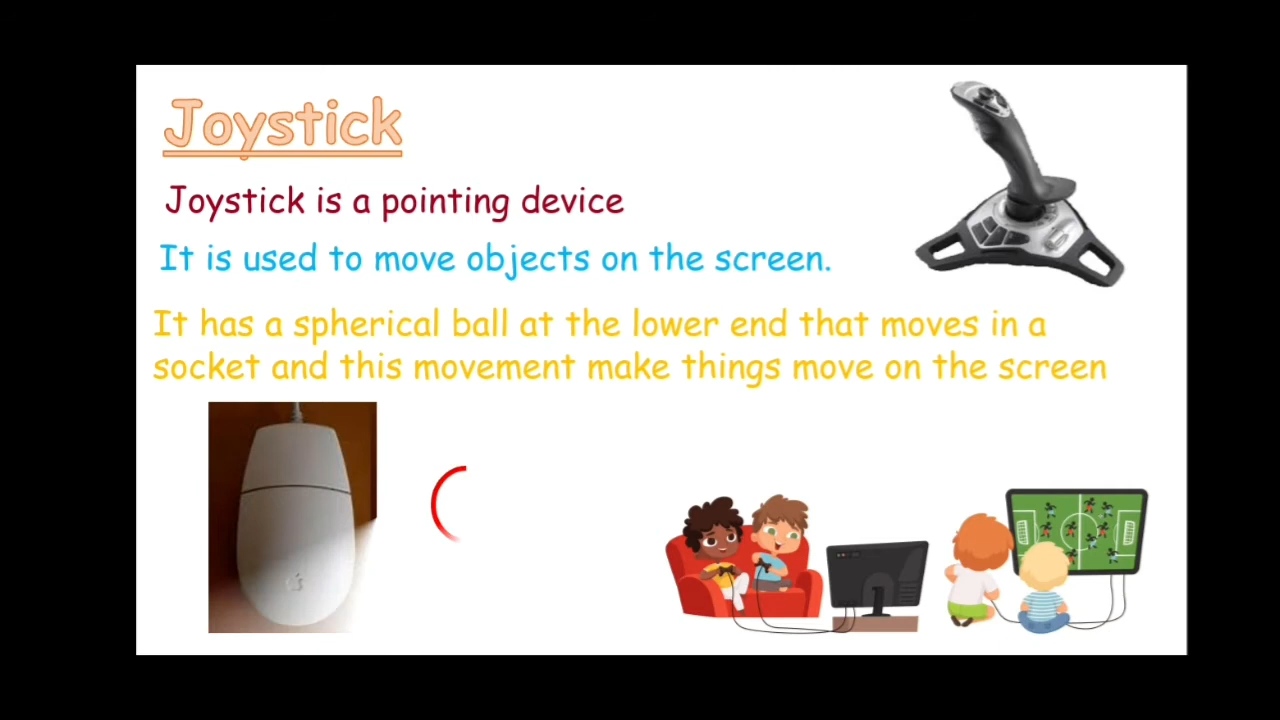 Joystick
Joystick is a pointing device
It is used to move objects on the screen.
It has a spherical ball at the lower end that moves in a
socket and this movement make things move on the screen